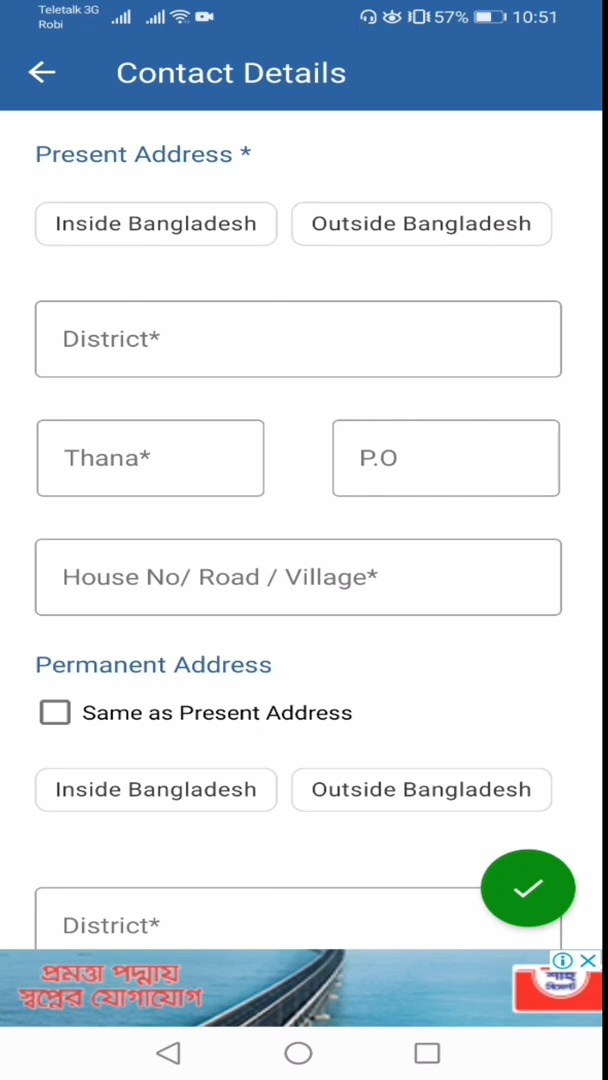 Teletalk 3G
Robi
57% 10:51
Contact Details
Present Address *
Inside Bangladesh
Outside Bangladesh
District*
Thana*
P.O
House No/ Road / Village*
Permanent Address
Same as Present Address
Inside Bangladesh
Outside Bangladesh
District*
প্রমত্তা পদ্মায়
স্বপ্নের যোগাযোগ
শাহ্